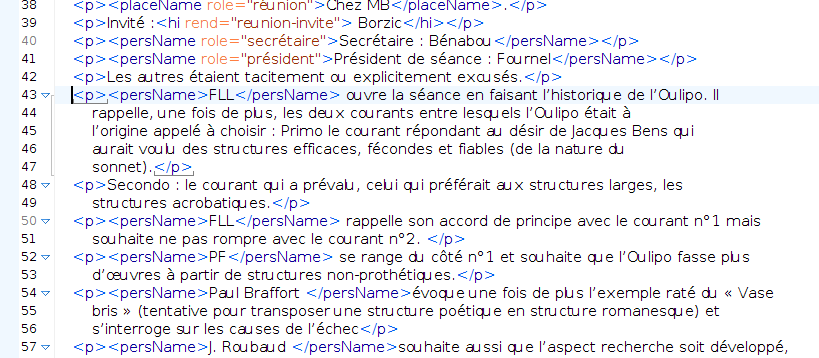 38 <p><placeName role="réunion">Chez MB</placeName>.</p>
39 <p>Invité :<hi rend="reunion-invite"> Borzic</hi></p>
40 <p><persName role="secrétaire">Secrétaire : Bénabou</persName></p>
41 <p><persName role="président">Président de séance : Fournel</persName></p>
42 <p>Les autres étaient tacitement ou explicitement excusés.</p>
43 <p><persName>FLL</persName> ouvre la séance en faisant l’historique de l’Oulipo. Il
44 rappelle, une fois de plus, les deux courants entre lesquels l’Oulipo était à
45 l’origine appelé à choisir : Primo le courant répondant au désir de Jacques Bens qui
46 aurait voulu des structures efficaces, fécondes et fiables (de la nature du
47 sonnet).</p>
48 <p>Secondo : le courant qui a prévalu, celui qui préférait aux structures larges, les
49 structures acrobatiques.</p>
50 <p><persName>FLL</persName> rappelle son accord de principe avec le courant n°1 mais
51 souhaite ne pas rompre avec le courant n°2. </p>
52 <p><persName>PF</persName> se range du côté n°1 et souhaite que l’Oulipo fasse plus
53 d’œuvres à partir de structures non-prothétiques.</p>
54 <p><persName>Paul Braffort </persName>évoque une fois de plus l’exemple raté du « Vase
55 bris » (tentative pour transposer une structure poétique en structure romanesque) et
56 s’interroge sur les causes de l’échec</p>
57 <p><persName>J. Roubaud </persName>souhaite aussi que l’aspect recherche soit développé,